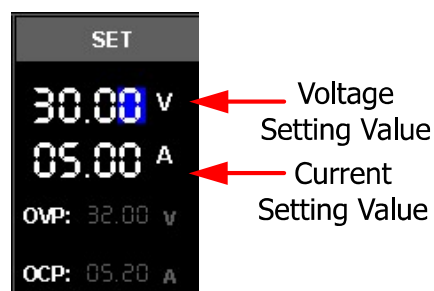 SET
30.00 V
Voltage
Setting Value
05.00 A
Current
Setting Value
OVP: 32.00 V
OCP: 05.20 A